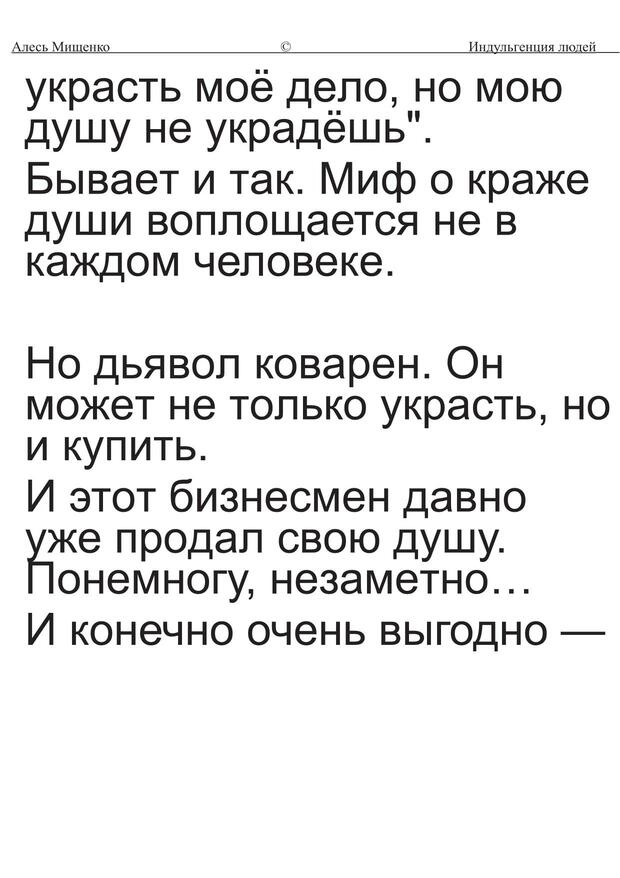 Алесь Мищенко © Индульгенция людей
украсть моё дело, но мою
душу не украдёшь".
Бывает и так. Миф о краже
души воплощается не в
каждом человеке.
Но дьявол коварен. Он
может не только украсть, но
и купить.
И этот бизнесмен давно
уже продал свою душу.
Понемногу, незаметно…
И конечно очень выгодно —